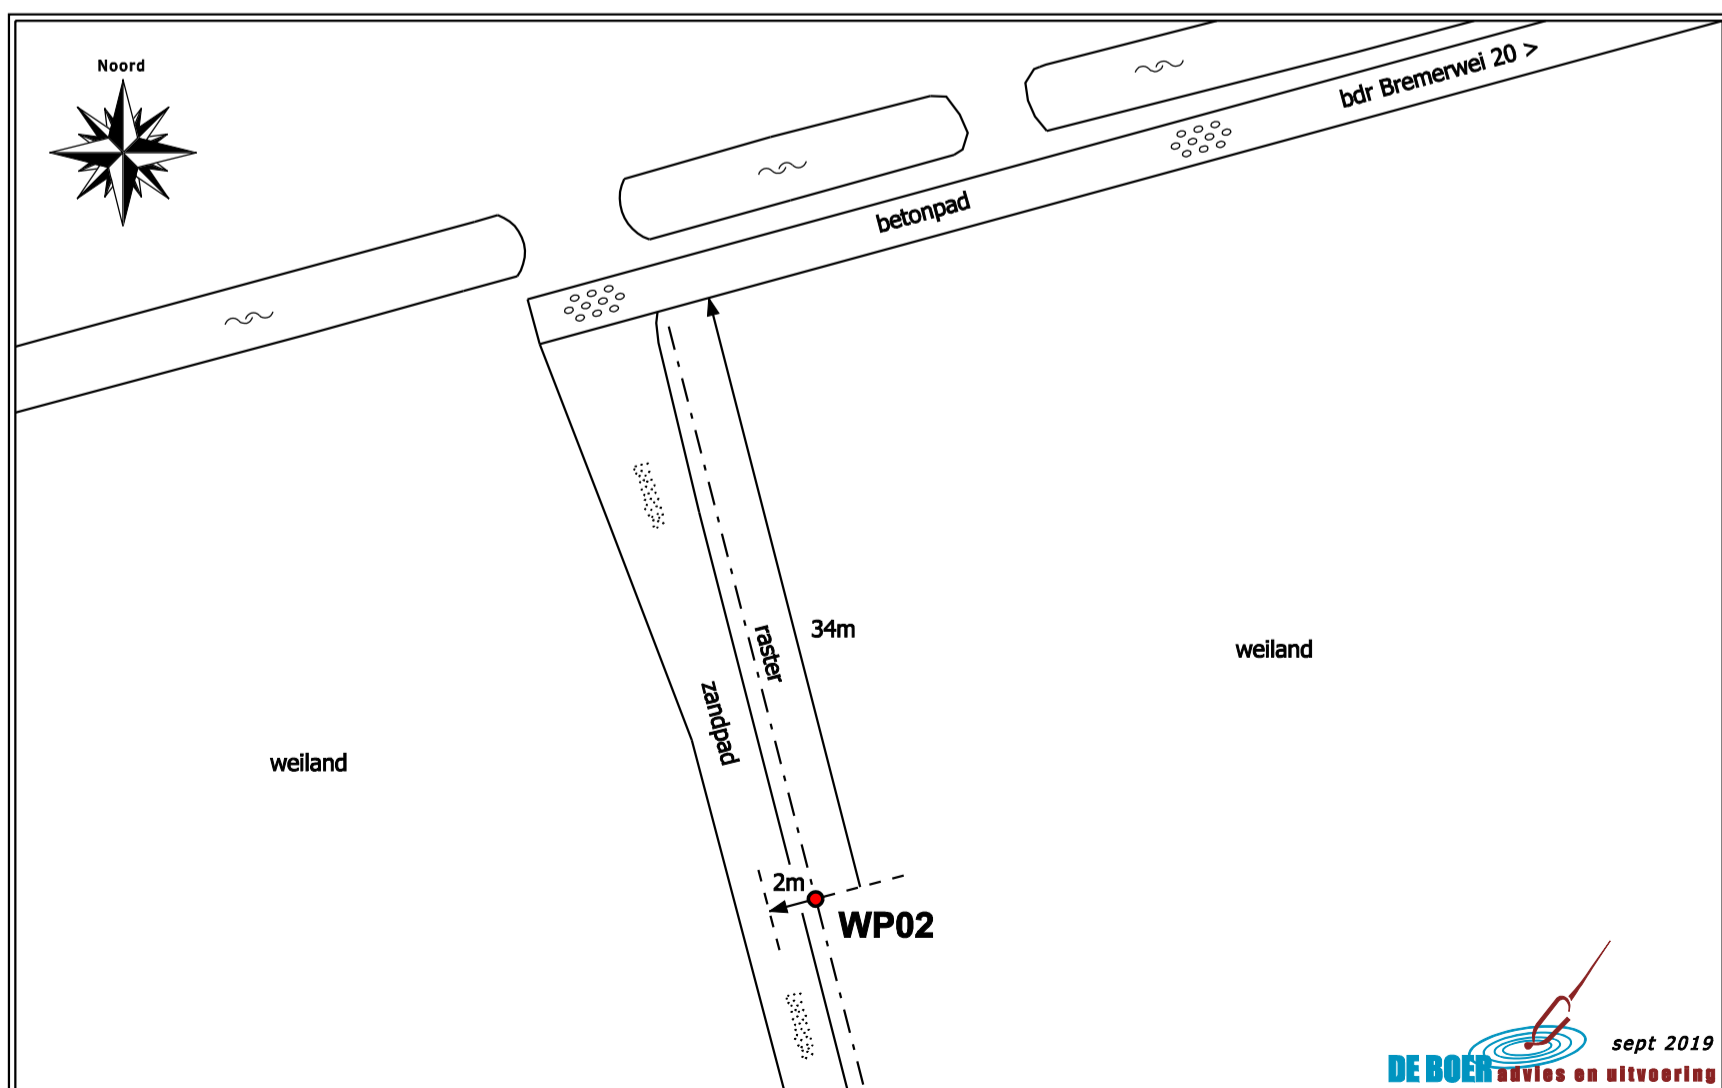 Noord
bdr Bremerwei 20 >
betonpad
34m
raster
weiland
zandpad
weiland
2m
WP02
sept 2019
DE BOER advies en uitvoering